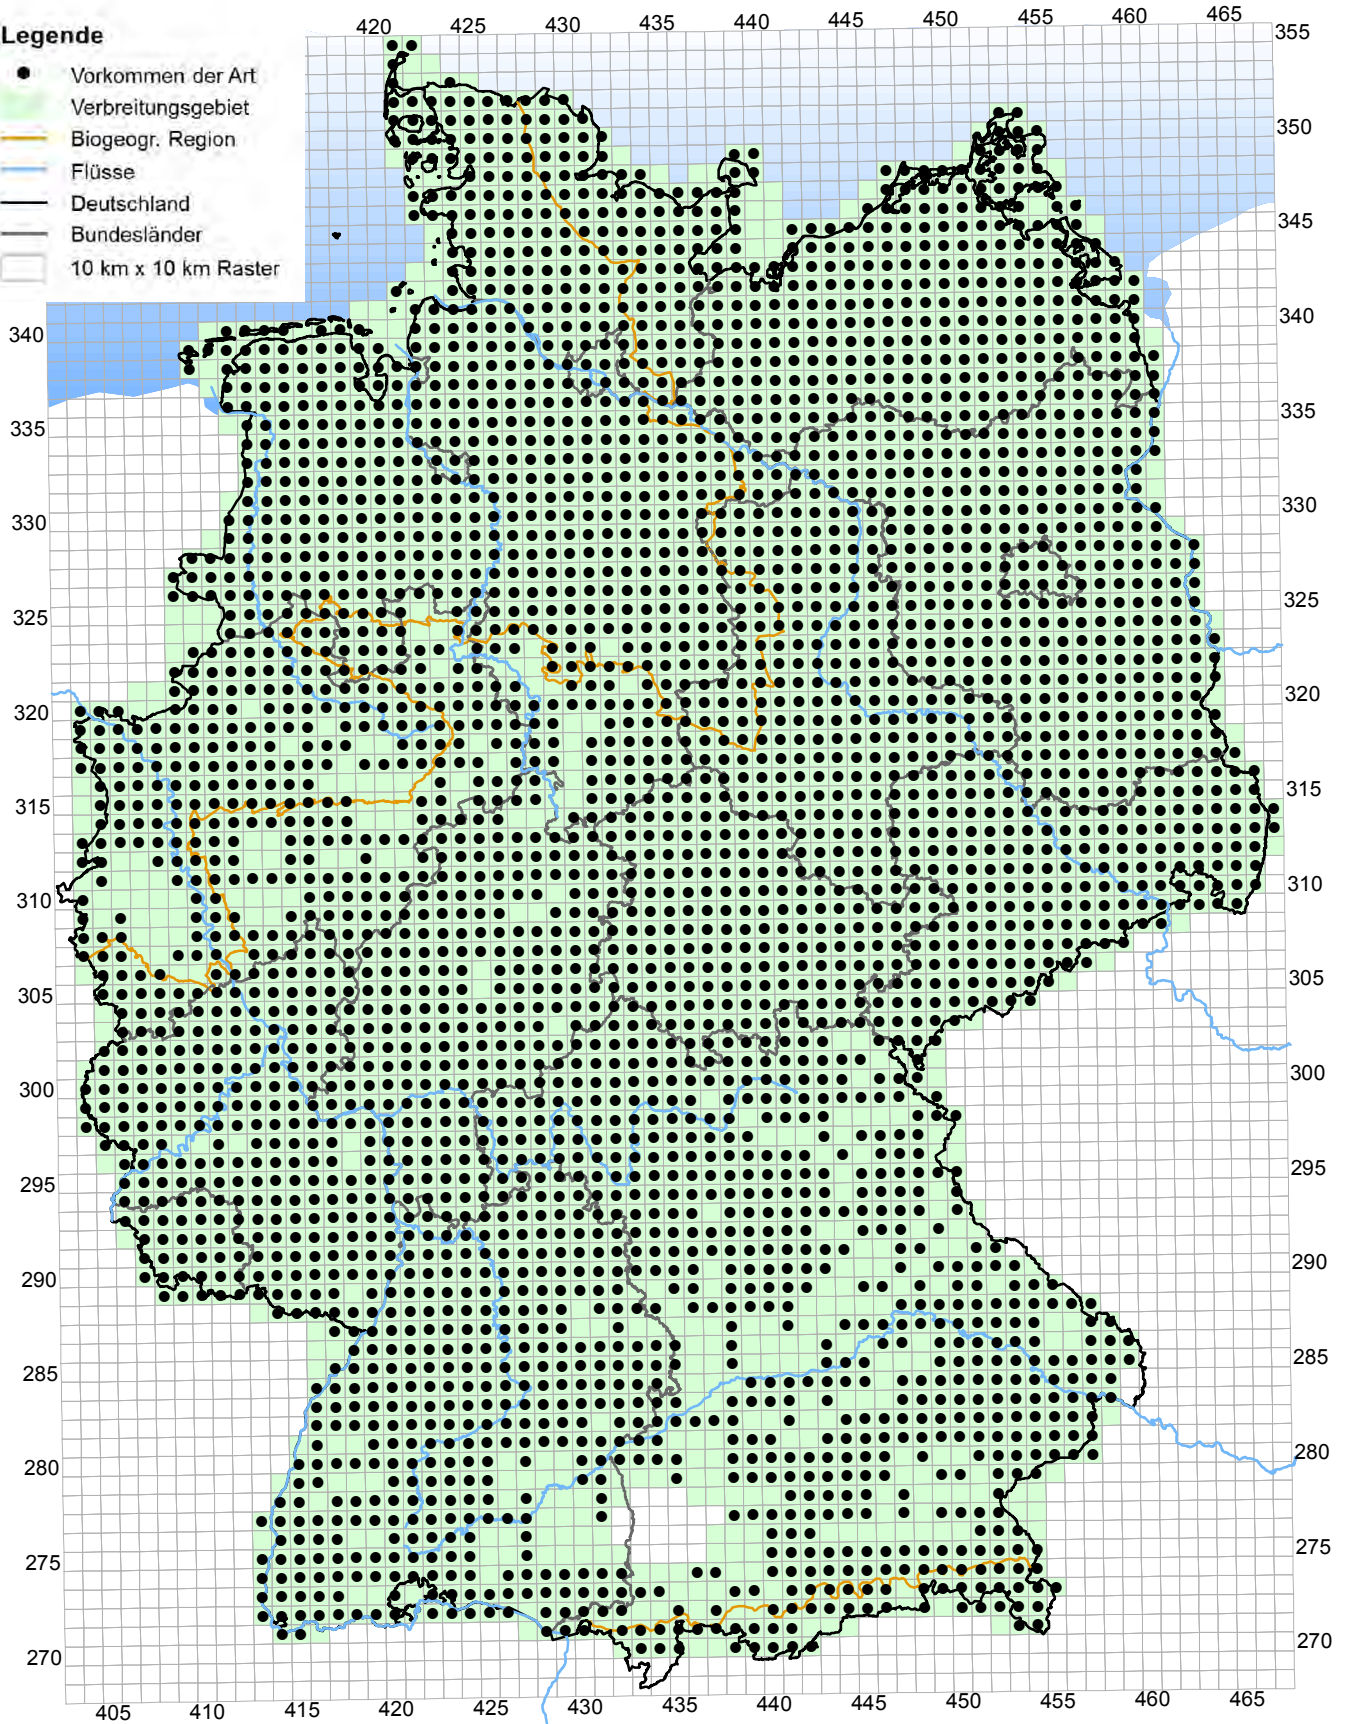 420 425 430 435 440 445 450 455 460 465
Legende
Vorkommen der Art
Verbreitungsgebiet
Biogeogr. Region
Flüsse
Deutschland
Bundesländer
10 km x 10 km Raster
355
350
345
340 340
335 335
330 330
325 325
320 320
315 315
310 310
305 305
300 300
295 295
290 290
285 285
280 280
275 275
270 270
405 410 415 420 425 430 435 440 445 450 455 460 465